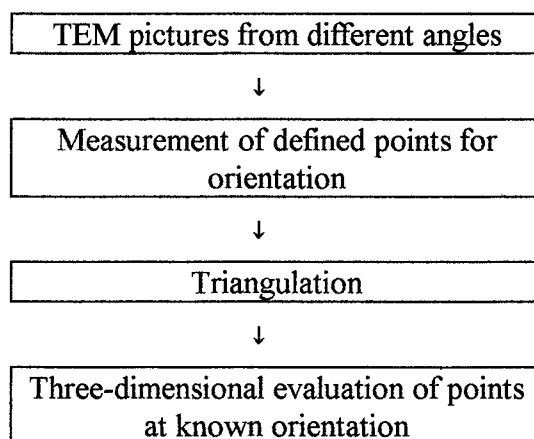 TEM pictures from different angles
↓
Measurement of defined points for
orientation
↓
Triangulation
↓
Three-dimensional evaluation of points
at known orientation